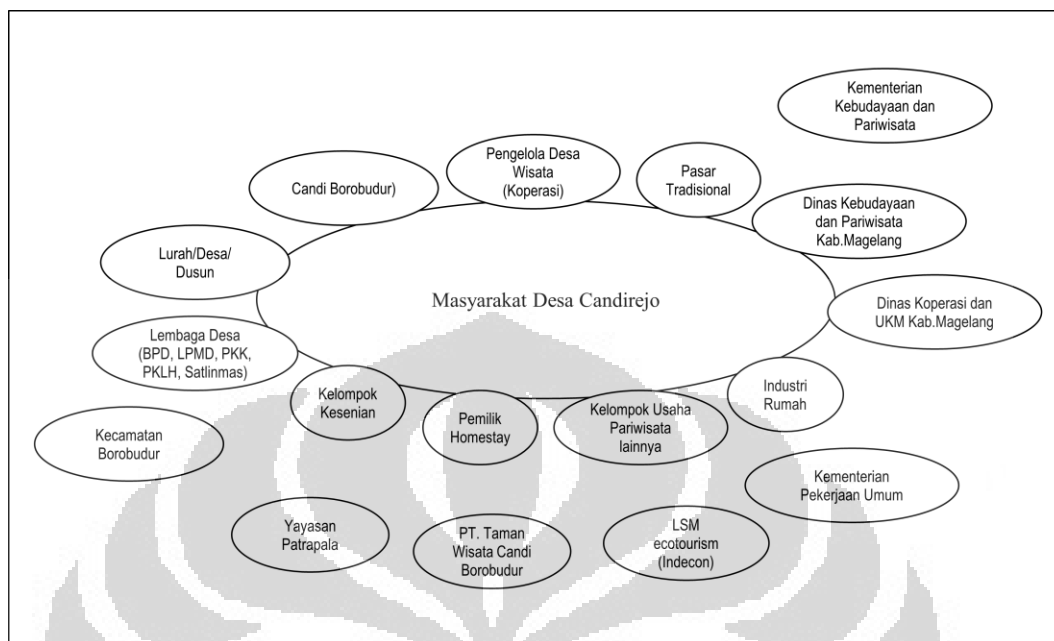 Kementerian
Kebudayaan dan
Pariwisata
Pengelola Desa
Wisata
(Koperasi)
Pasar
Tradisional
Candi Borobudur)
Dinas Kebudayaan
dan Pariwisata
Kab.Magelang
Lurah/Desa/
Dusun
Masyarakat Desa Candirejo
Dinas Koperasi dan
UKM Kab.Magelang
Lembaga Desa
(BPD, LPMD, PKK,
PKLH, Satlinmas)
Kelompok
Kesenian
Pemilik
Homestay
Kelompok Usaha
Pariwisata
lainnya
Industri
Rumah
Kecamatan
Borobudur
Kementerian
Pekerjaan Umum
Yayasan
Patrapala
PT. Taman
Wisata Candi
Borobudur
LSM
ecotourism
(Indecon)